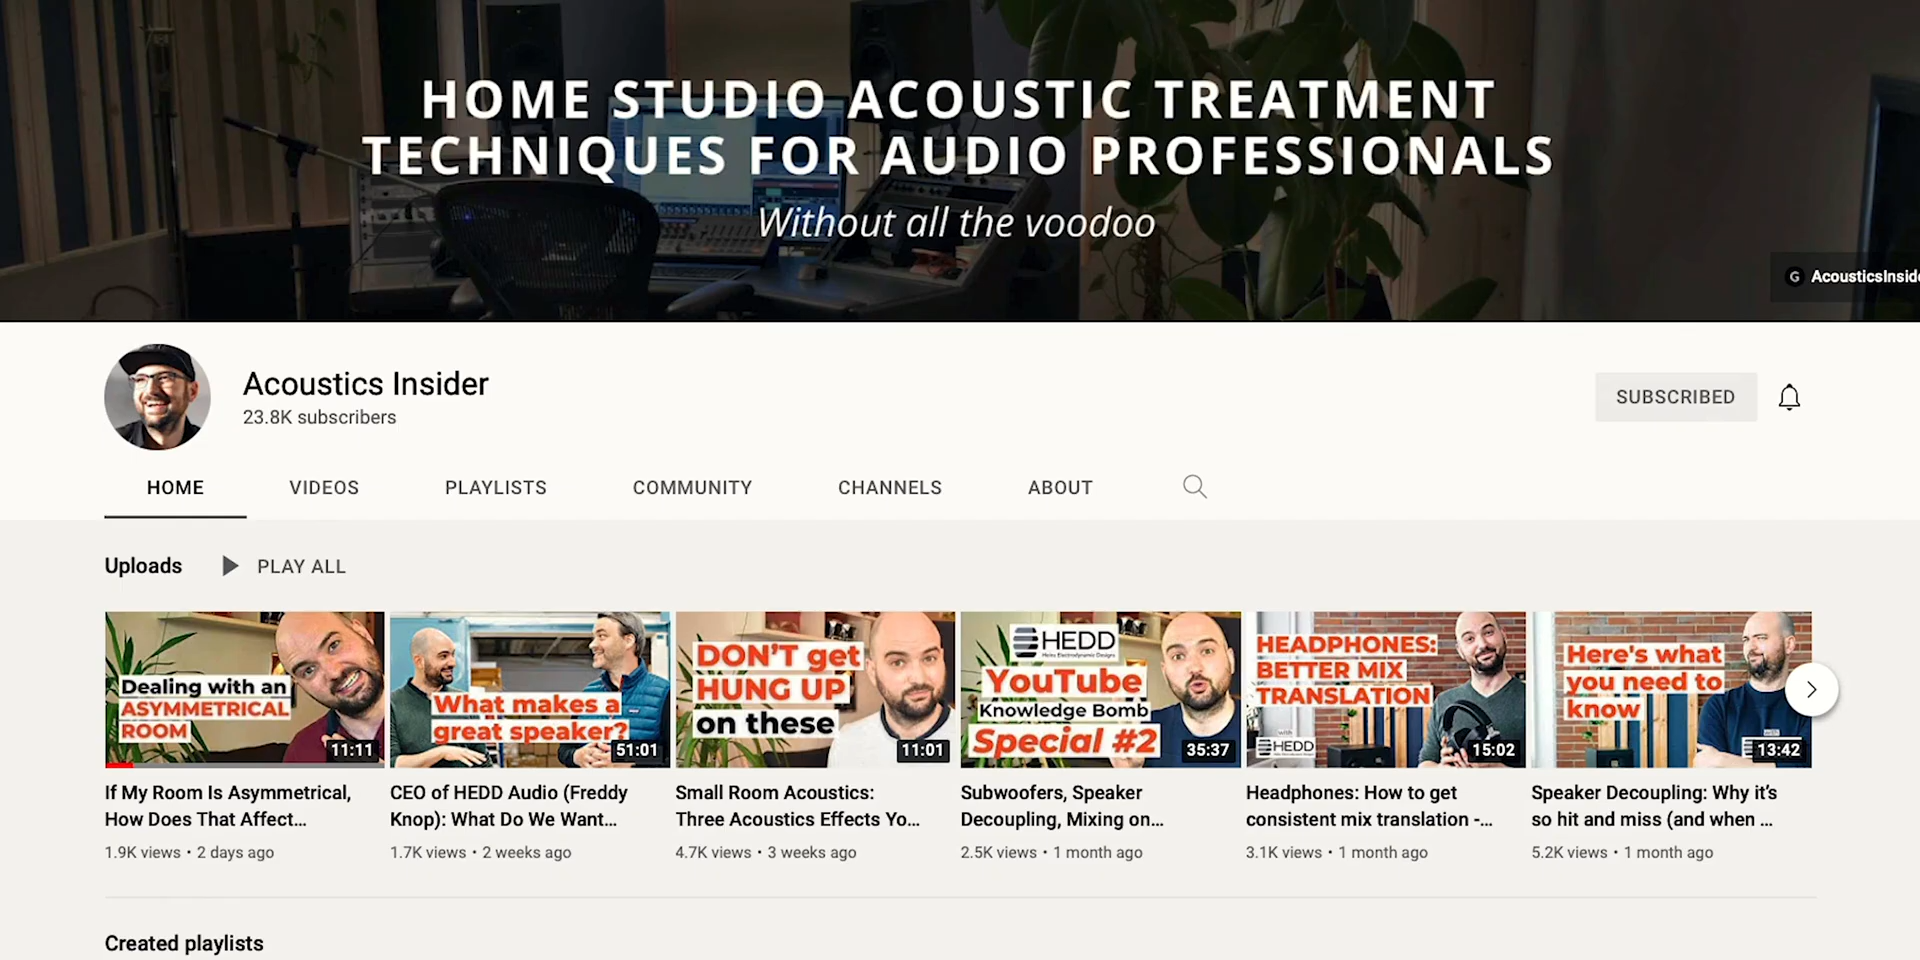 HOME STUDIO ACOUSTIC TREATMENT
TECHNIQUES FOR AUDIO PROFESSIONALS
Without all the voodoo
G AcousticsInside
Acoustics Insider
23.8K subscribers
SUBSCRIBED
HOME VIDEOS PLAYLISTS COMMUNITY CHANNELS ABOUT
Uploads PLAY ALL
Dealing with an
ASYMMETRICAL
ROOM
11:11
What makes a
great speaker?
51:01
DON'T get
HUNG UP
on these
11:01
HEDD
YouTube
Knowledge Bomb
Special #2
35:37
HEADPHONES:
BETTER MIX
TRANSLATION
with
HEDD
15:02
Here's what
you need to
know
13:42
If My Room Is Asymmetrical,
How Does That Affect...
1.9K views • 2 days ago
CEO of HEDD Audio (Freddy
Knop): What Do We Want...
1.7K views • 2 weeks ago
Small Room Acoustics:
Three Acoustics Effects Yo...
4.7K views • 3 weeks ago
Subwoofers, Speaker
Decoupling, Mixing on...
2.5K views • 1 month ago
Headphones: How to get
consistent mix translation -...
3.1K views • 1 month ago
Speaker Decoupling: Why it's
so hit and miss (and when ...
5.2K views • 1 month ago
Created playlists